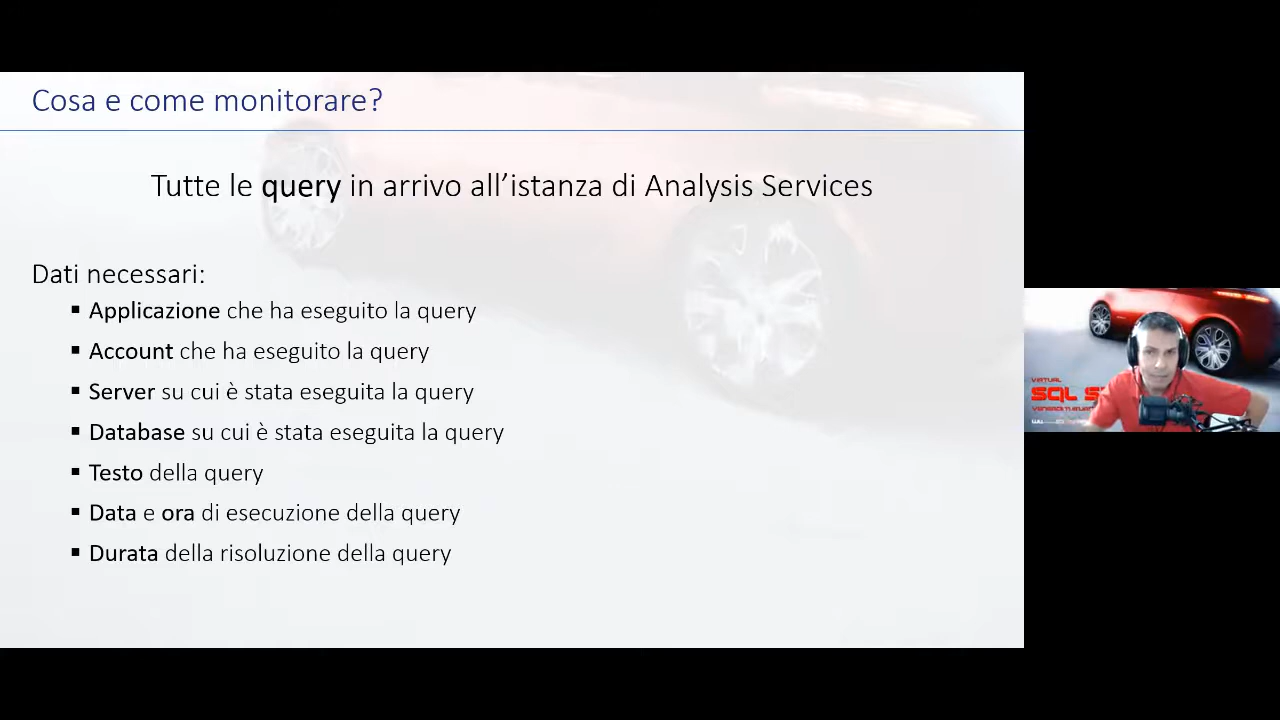 Cosa e come monitorare?
Tutte le query in arrivo all'istanza di Analysis Services
Dati necessari:
▪ Applicazione che ha eseguito la query
▪ Account che ha eseguito la query
▪ Server su cui è stata eseguita la query
▪ Database su cui è stata eseguita la query
▪ Testo della query
▪ Data e ora di esecuzione della query
▪ Durata della risoluzione della query
VIRTUAL
SQL S